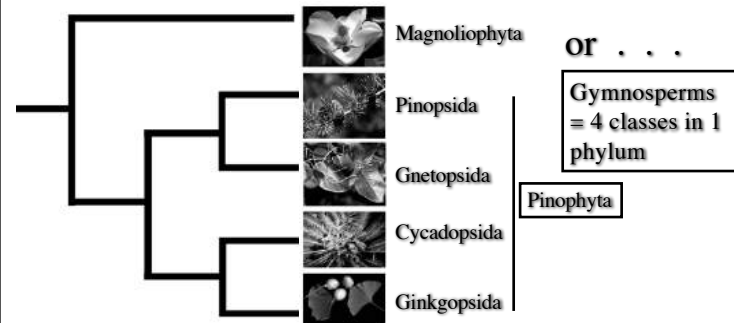 Magnoliophyta
or . . .
Pinopsida
Gymnosperms
= 4 classes in 1
phylum
Gnetopsida
Pinophyta
Cycadopsida
Ginkgopsida